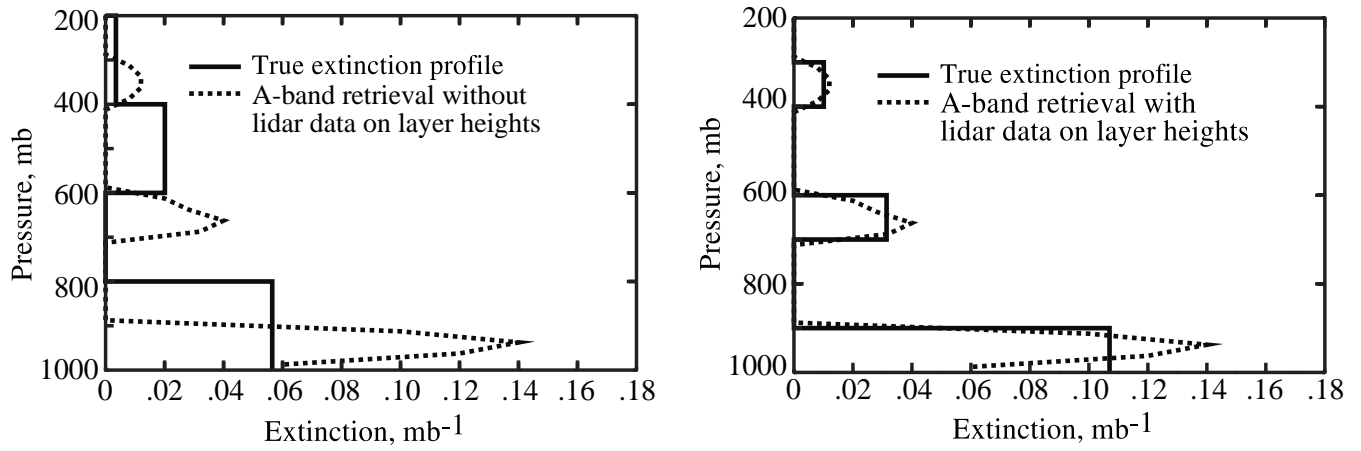 200
400
600
800
1000
Pressure, mb
True extinction profile
A-band retrieval without
lidar data on layer heights
0 .02 .04 .06 .08 .10 .12 .14 .16 .18
Extinction, mb-1
200
400
600
800
1000
Pressure, mb
True extinction profile
A-band retrieval with
lidar data on layer heights
0 .02 .04 .06 .08 .10 .12 .14 .16 .18
Extinction, mb-1